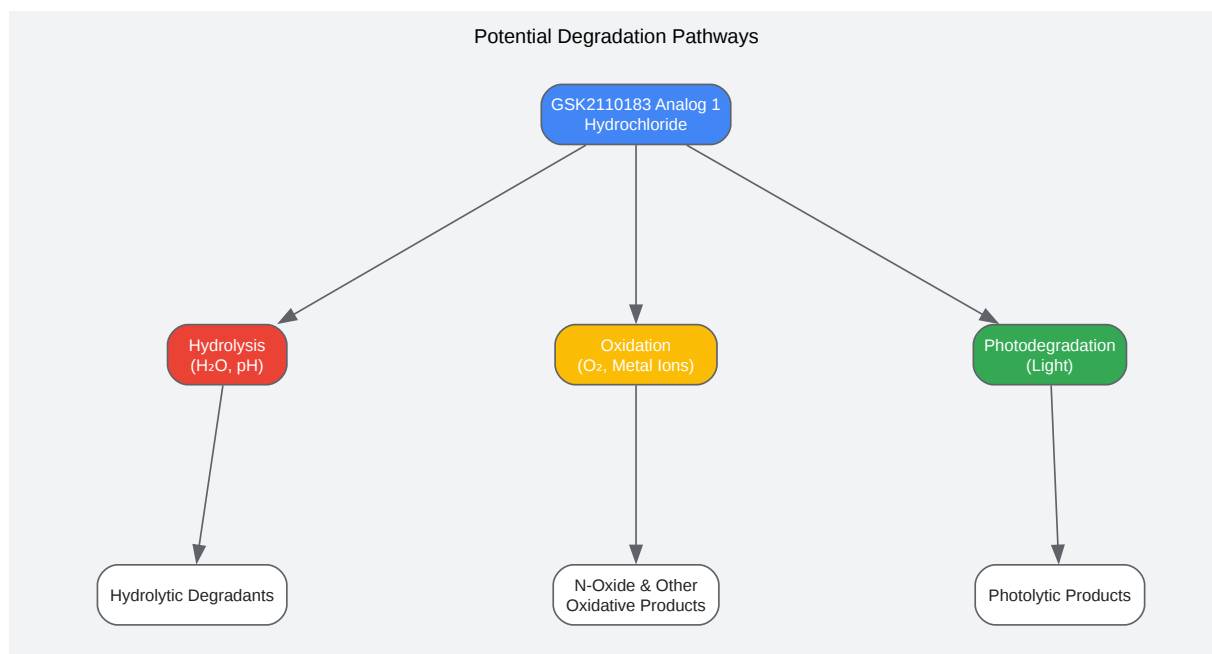 Potential Degradation Pathways
GSK2110183 Analog 1
Hydrochloride
Hydrolysis
(H₂O, pH)
Oxidation
(O₂, Metal Ions)
Photodegradation
(Light)
Hydrolytic Degradants
N-Oxide & Other
Oxidative Products
Photolytic Products